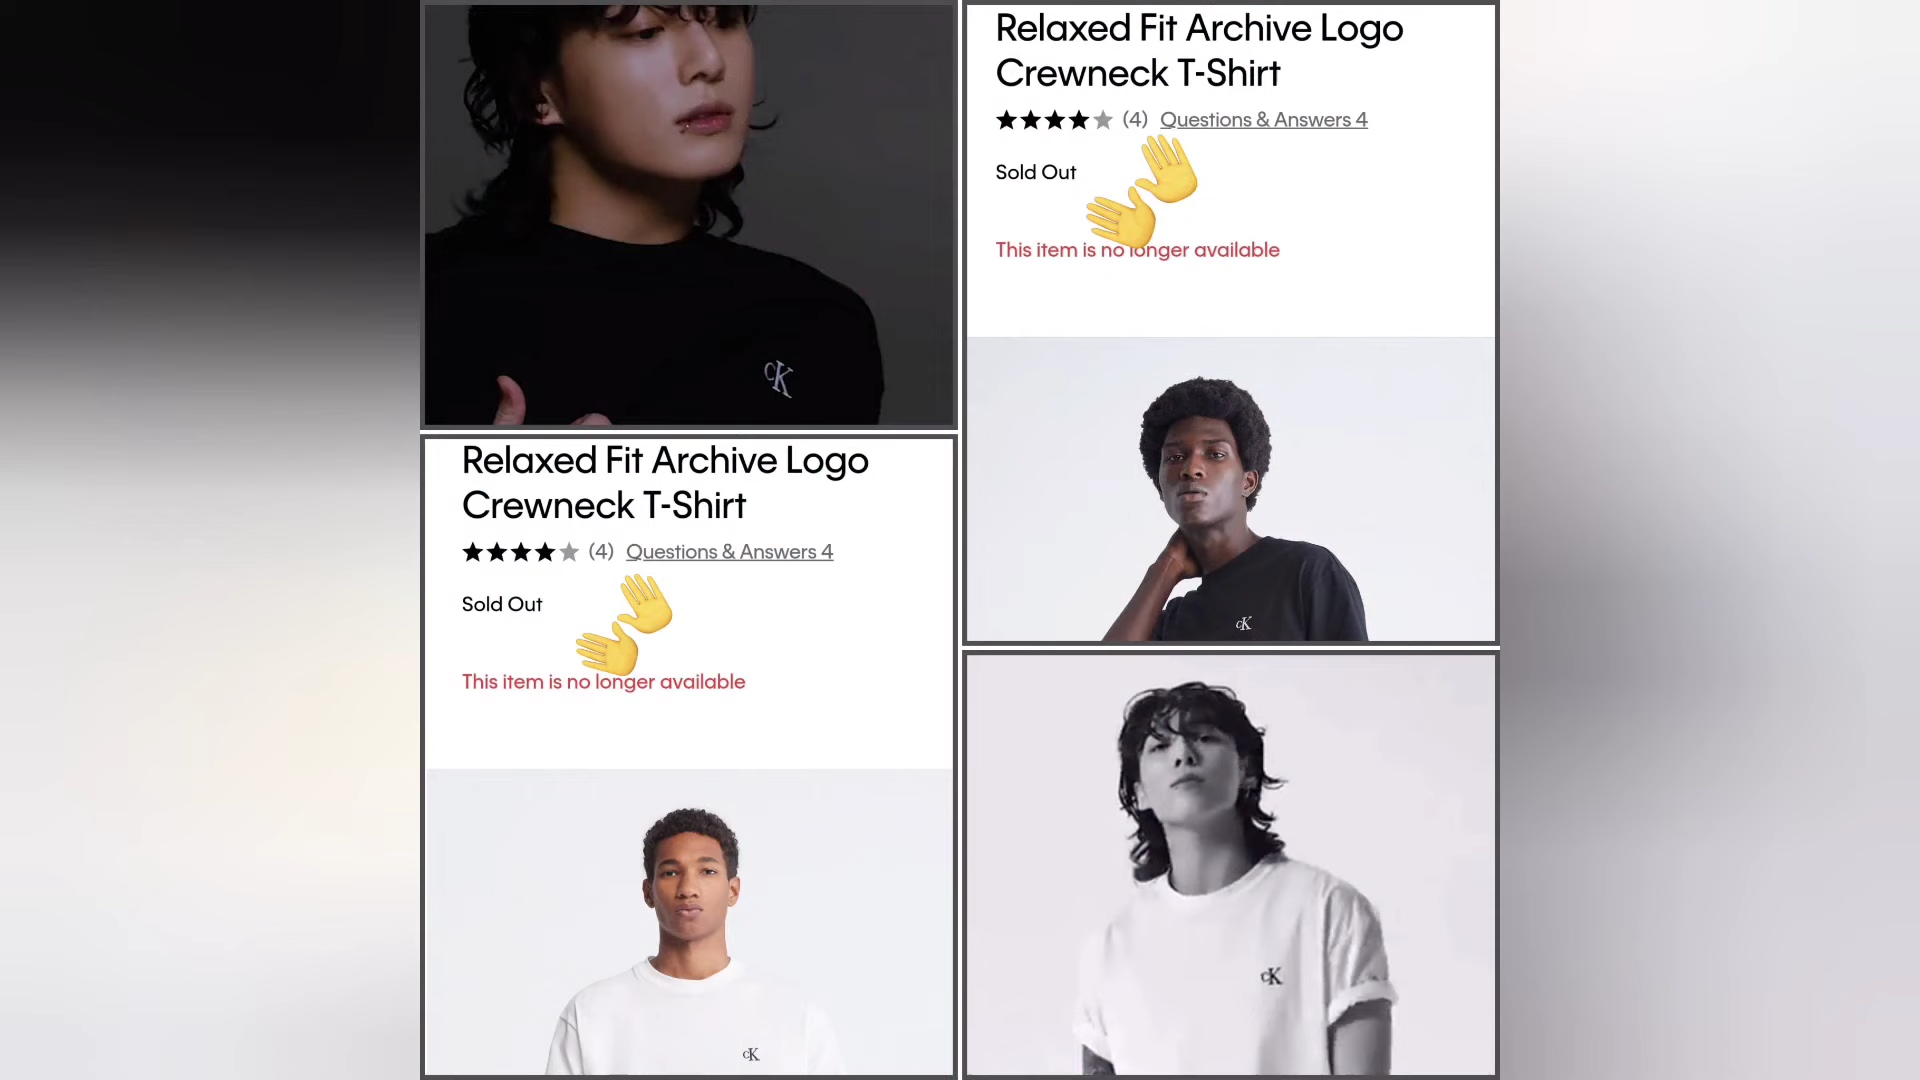 CK
Relaxed Fit Archive Logo
Crewneck T-Shirt
(4) Questions & Answers 4
Sold Out
This item is no longer available
CK
Relaxed Fit Archive Logo
Crewneck T-Shirt
(4) Questions & Answers 4
Sold Out
This item is no longer available
CK
CK